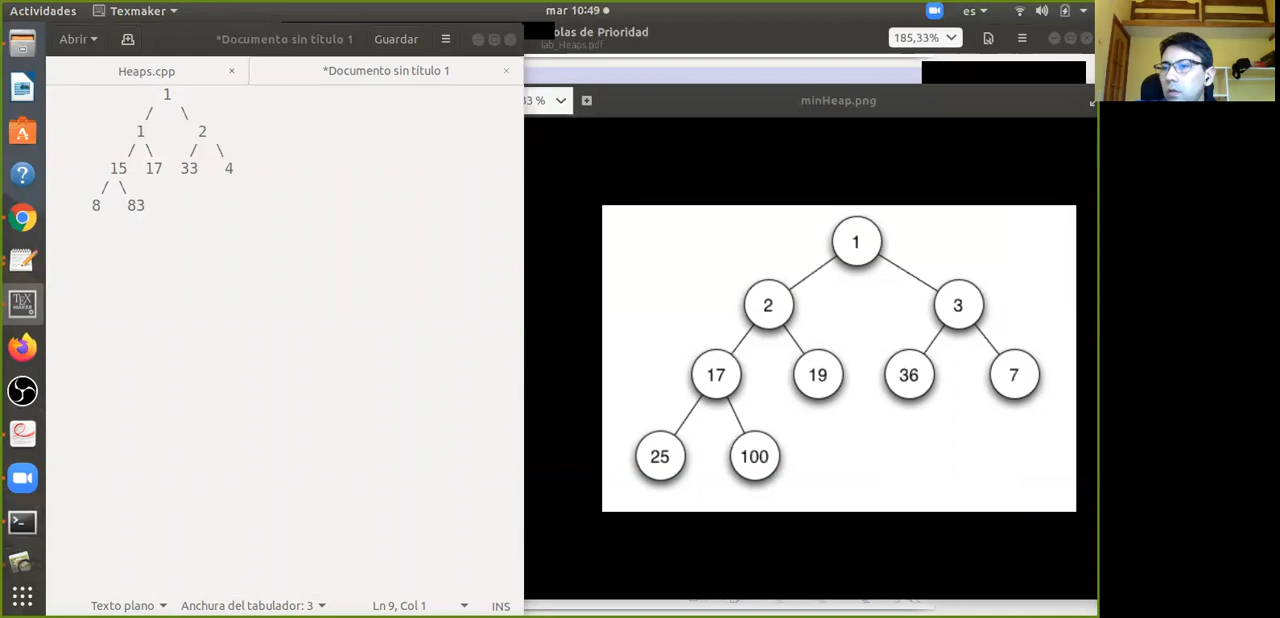 Actividades Texmaker mar 10:49 es
Abrir *Documento sin título 1 Guardar
olas de Prioridad
lab_Heaps.pdf
185,33%
Heaps.cpp × *Documento sin título 1 ×
33 % minHeap.png
1
/ \
1 2
/ \ / \
15 17 33 4
/ \
8 83
1
2 3
17 19 36 7
25 100
Texto plano Anchura del tabulador: 3 Ln 9, Col 1 INS